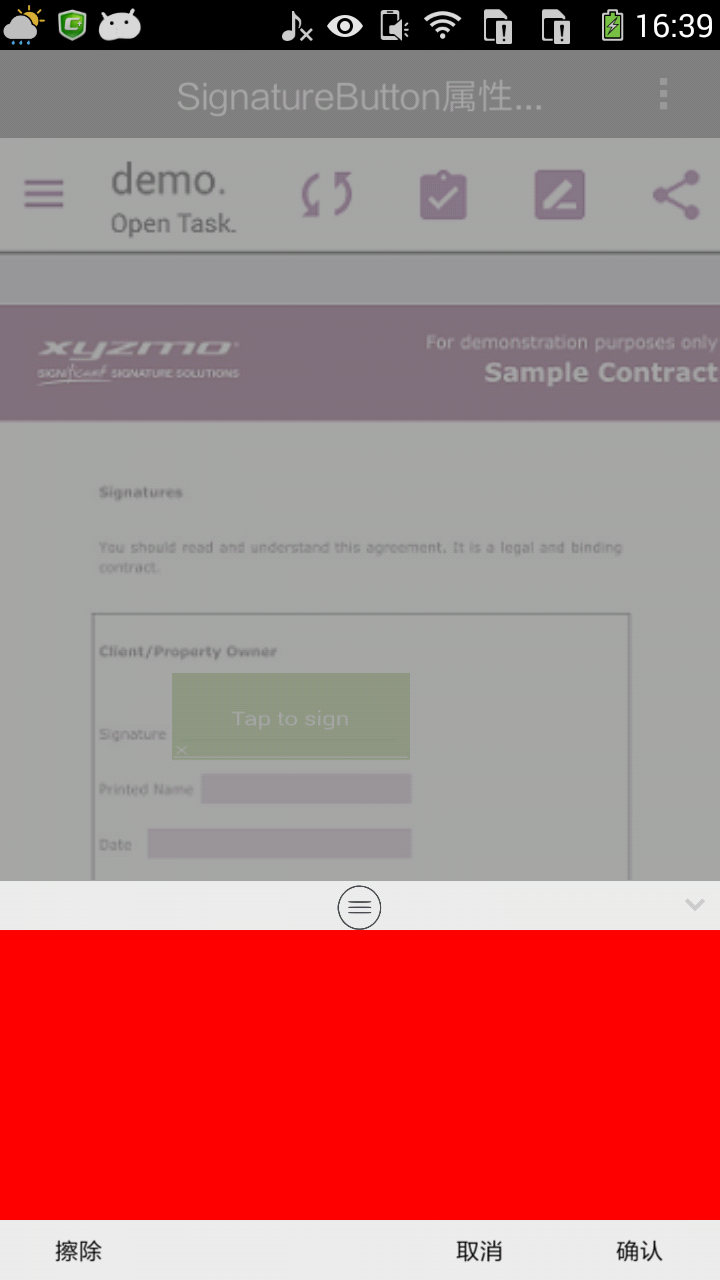 16:39
SignatureButton属性...
demo.
Open Task.
xyzmo
SIGNificant SIGNATURE SOLUTIONS
For demonstration purposes only
Sample Contract
Signatures
You should read and understand this agreement. It is a legal and binding
contract.
Client/Property Owner
Signature
Tap to sign
Printed Name
Date
擦除
取消
确认